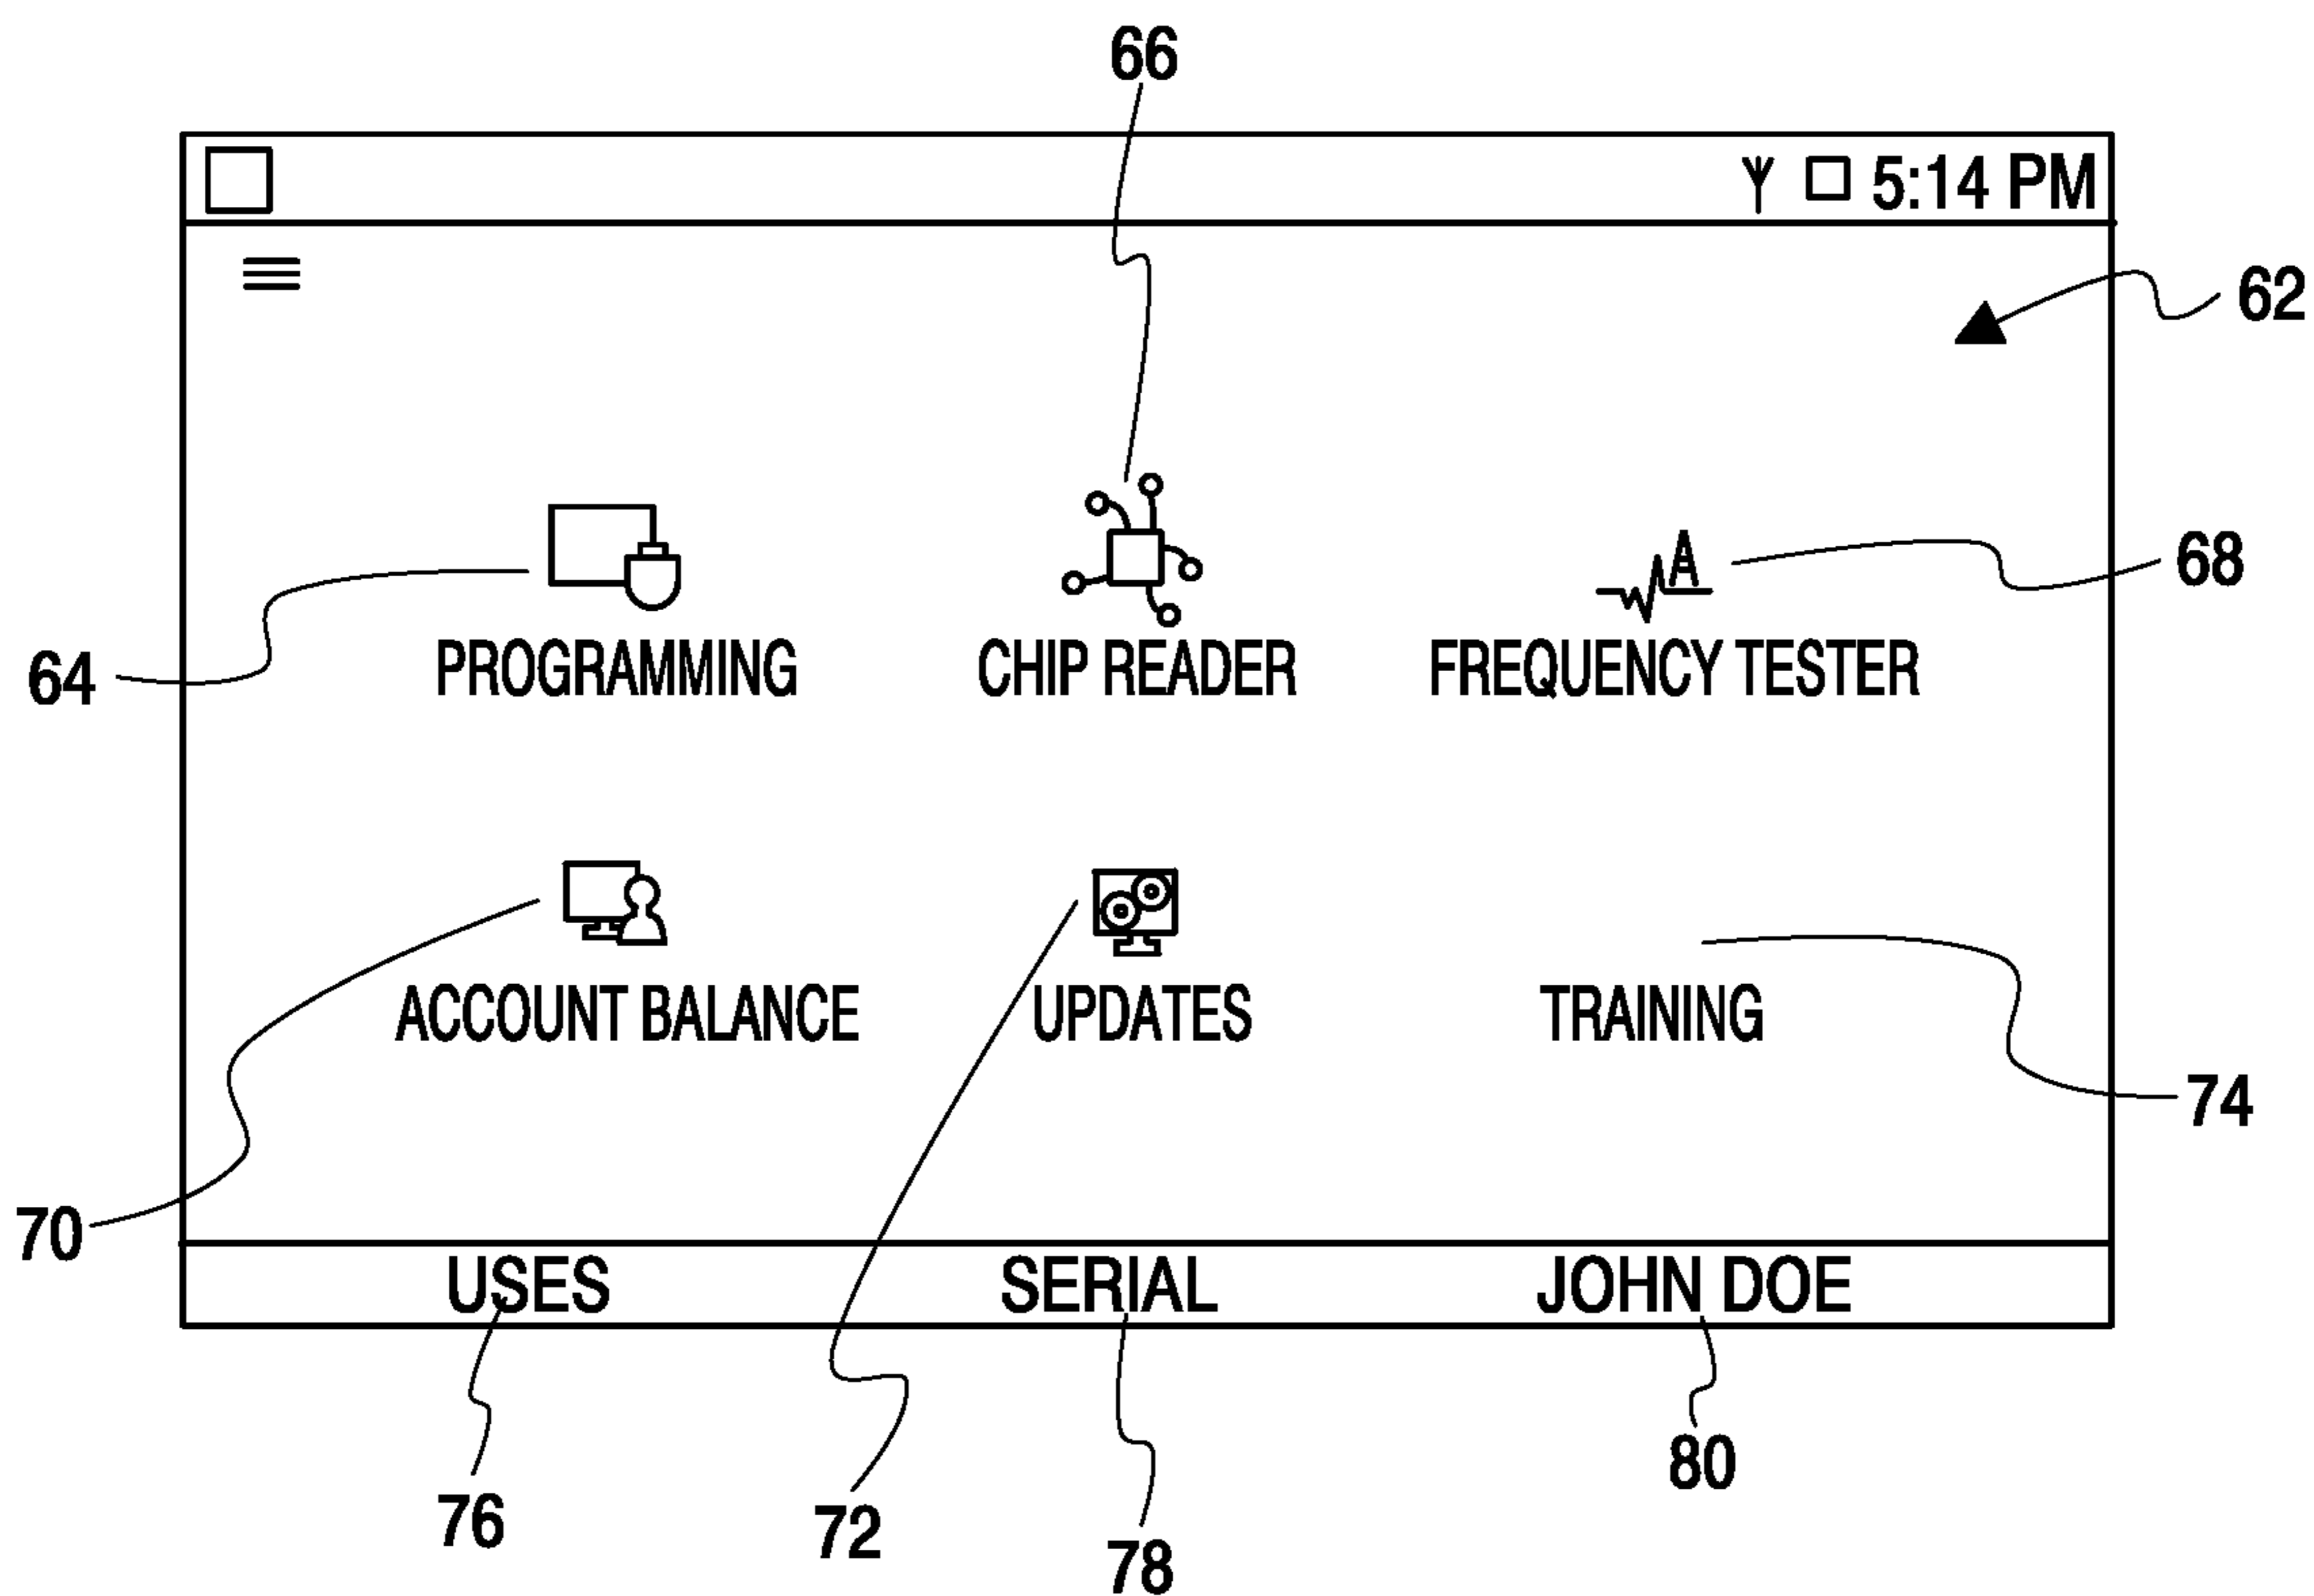 66
5:14 PM
62
PROGRAMMING
CHIP READER
A
FREQUENCY TESTER
68
64
ACCOUNT BALANCE
UPDATES
TRAINING
74
70
USES
SERIAL
JOHN DOE
76
72
78
80